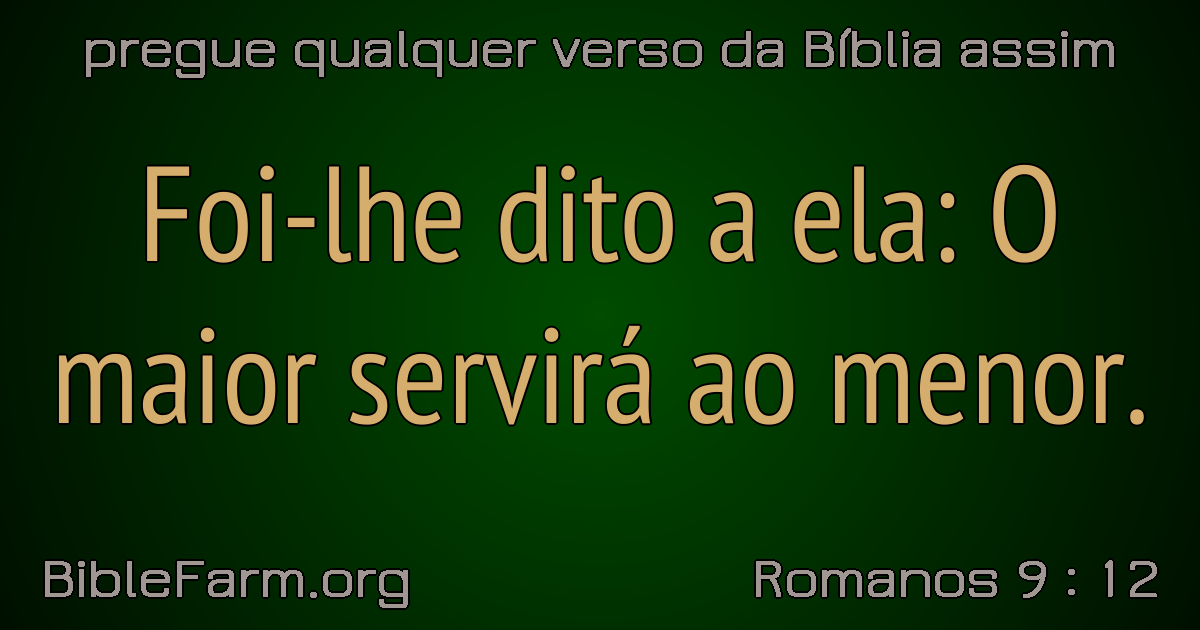 pregue qualquer verso da Bíblia assim
Foi-lhe dito a ela: O
maior servirá ao menor.
BibleFarm.org
Romanos 9 : 12